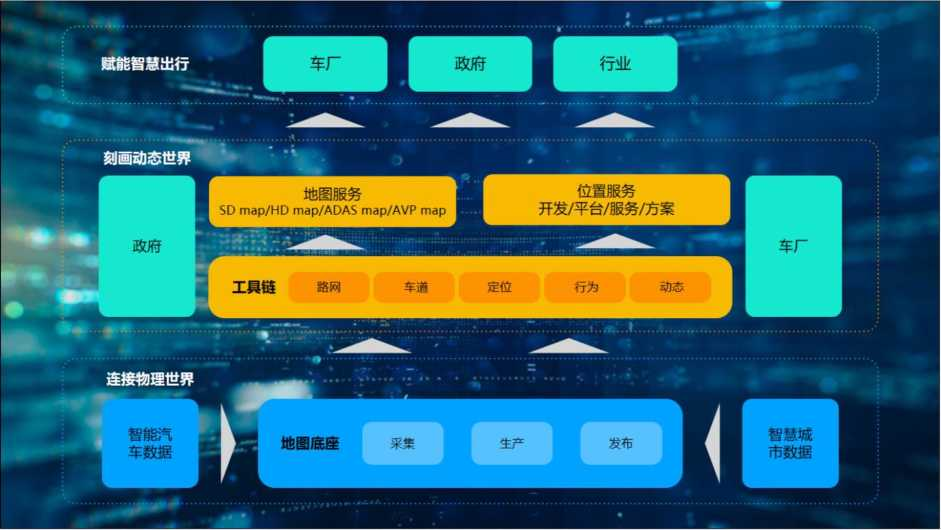 赋能智慧出行
车厂
政府
行业
刻画动态世界
政府
地图服务
SD map/HD map/ADAS map/AVP map
位置服务
开发/平台/服务/方案
车厂
工具链
路网
车道
定位
行为
动态
连接物理世界
智能汽
车数据
地图底座
采集
生产
发布
智慧城
市数据